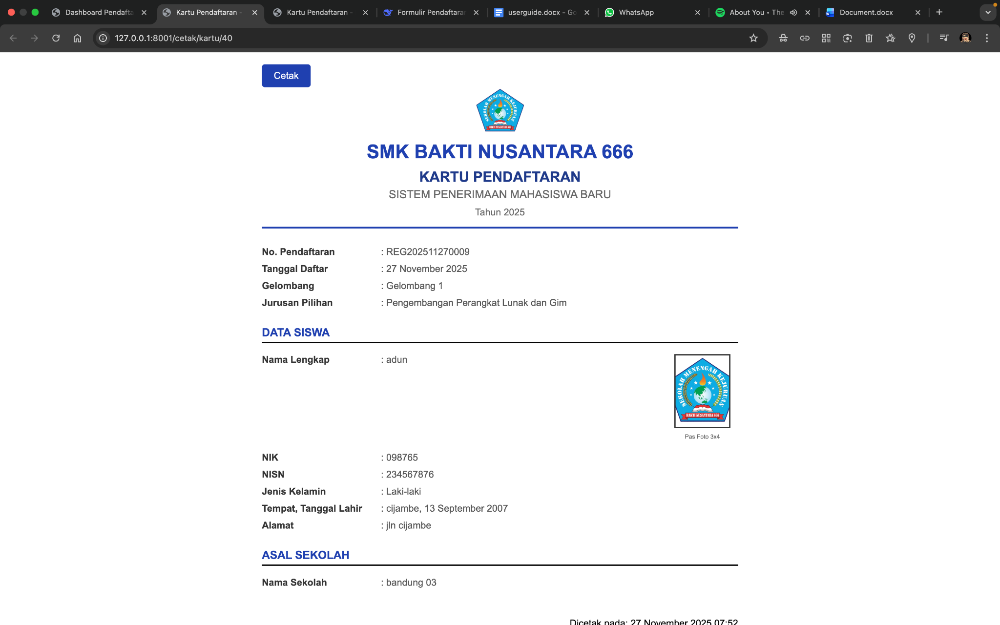 Dashboard Pendafta
Kartu Pendaftaran -
Kartu Pendaftaran -
Formulir Pendaftaran
userguide.docx - Go
WhatsApp
About You • The
Document.docx
127.0.0.1:8001/cetak/kartu/40
Cetak
SEKOLAH MENENGAH KEJURUAN
BAKTI NUSANTARA 666
SMK BAKTI NUSANTARA 666
KARTU PENDAFTARAN
SISTEM PENERIMAAN MAHASISWA BARU
Tahun 2025
No. Pendaftaran : REG202511270009
Tanggal Daftar : 27 November 2025
Gelombang : Gelombang 1
Jurusan Pilihan : Pengembangan Perangkat Lunak dan Gim
DATA SISWA
Nama Lengkap : adun
SEKOLAH MENENGAH KEJURUAN
BAKTI NUSANTARA 666
Pas Foto 3x4
NIK : 098765
NISN : 234567876
Jenis Kelamin : Laki-laki
Tempat, Tanggal Lahir : cijambe, 13 September 2007
Alamat : jln cijambe
ASAL SEKOLAH
Nama Sekolah : bandung 03
Dicetak pada: 27 November 2025 07:52